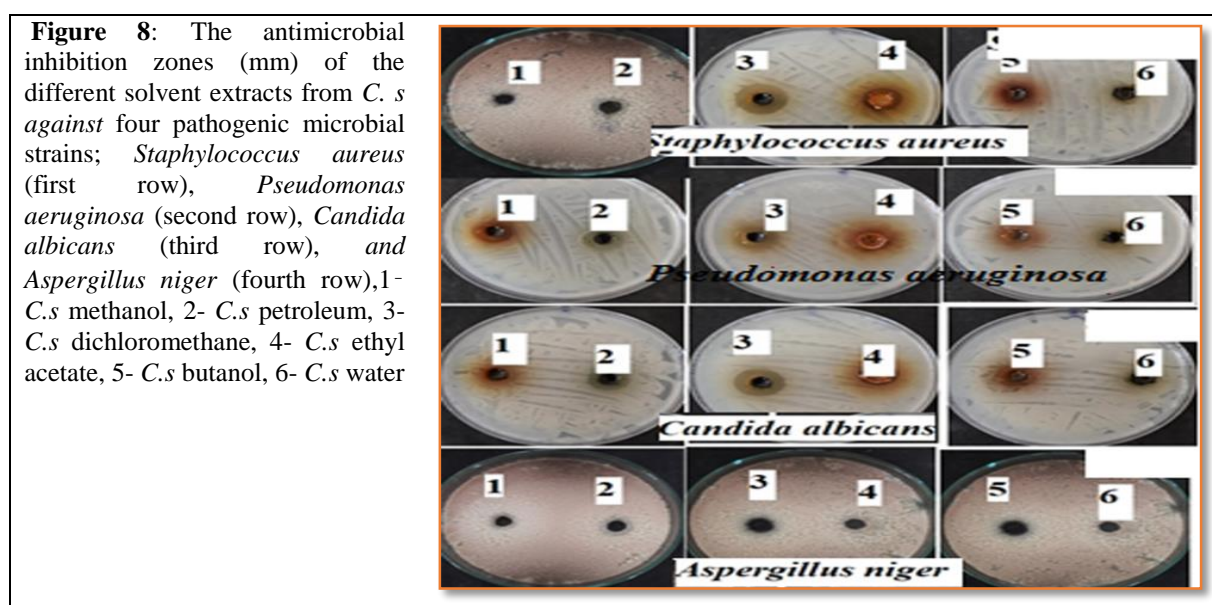 Figure 8: The antimicrobial
inhibition zones (mm) of the
different solvent extracts from C. s
against four pathogenic microbial
strains; Staphylococcus aureus
(first row), Pseudomonas
aeruginosa (second row), Candida
albicans (third row), and
Aspergillus niger (fourth row),1-
C.s methanol, 2- C.s petroleum, 3-
C.s dichloromethane, 4- C.s ethyl
acetate, 5- C.s butanol, 6- C.s water
1 2 3 4 5 6
Staphylococcus aureus
1 2 3 4 5 6
Pseudomonas aeruginosa
1 2 3 4 5 6
Candida albicans
1 2 3 4 5 6
Aspergillus niger